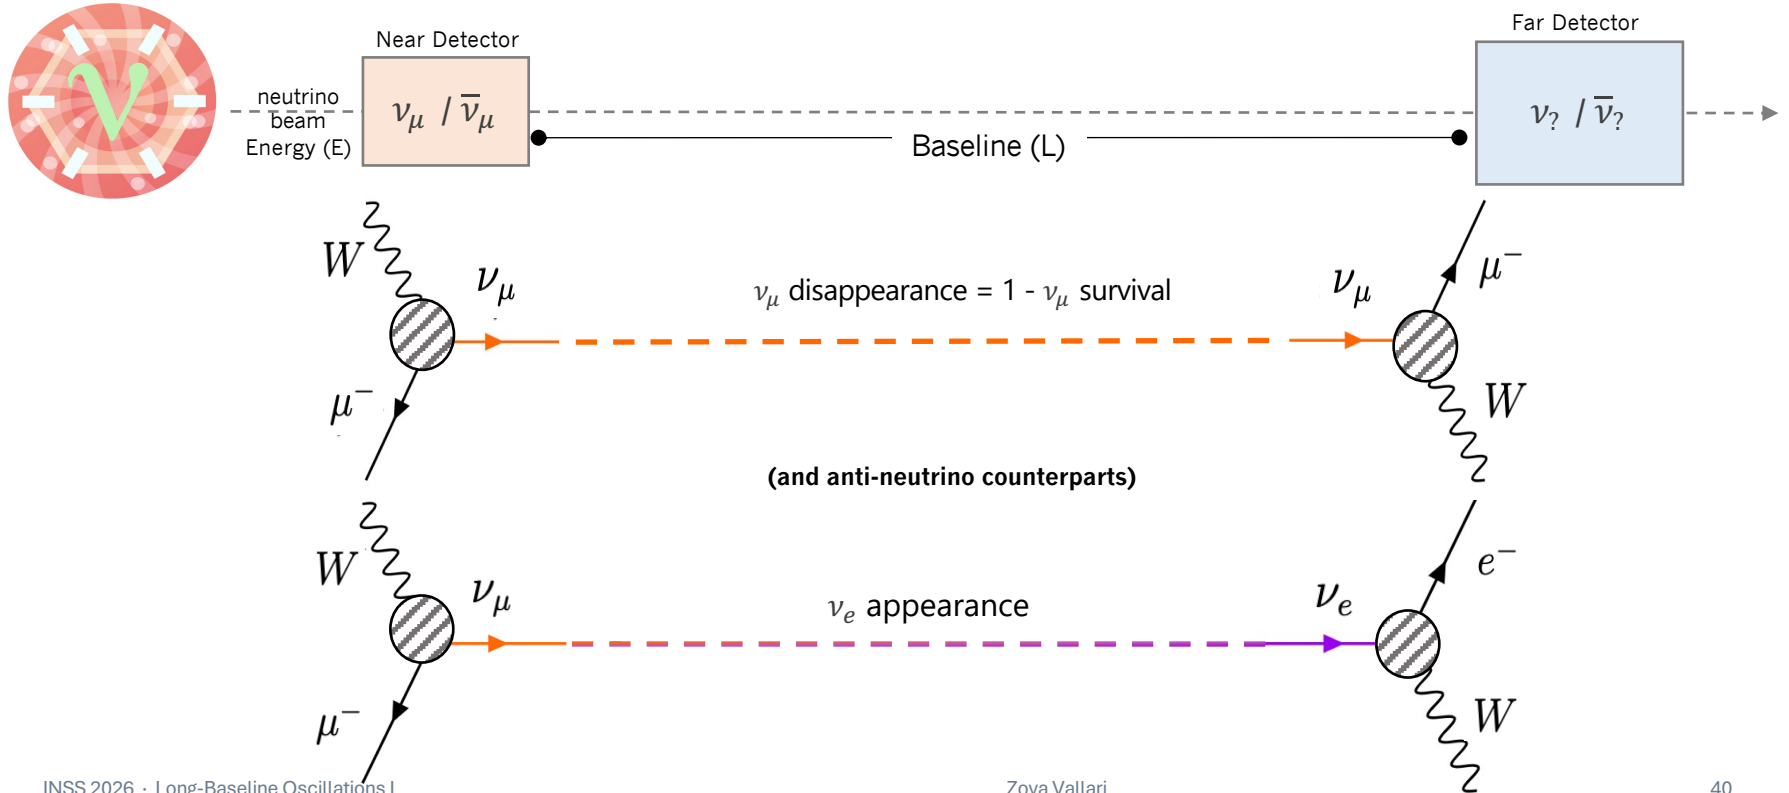 Near Detector
Far Detector
ν
neutrino
beam
Energy (E)
ν_μ / ν̄_μ
Baseline (L)
ν_? / ν̄_?
W
ν_μ
ν_μ disappearance = 1 - ν_μ survival
ν_μ
μ⁻
μ⁻
W
(and anti-neutrino counterparts)
W
ν_μ
ν_e appearance
ν_e
e⁻
μ⁻
W
INSS 2026 · Long-Baseline Oscillations I
Zoya Vallari
40